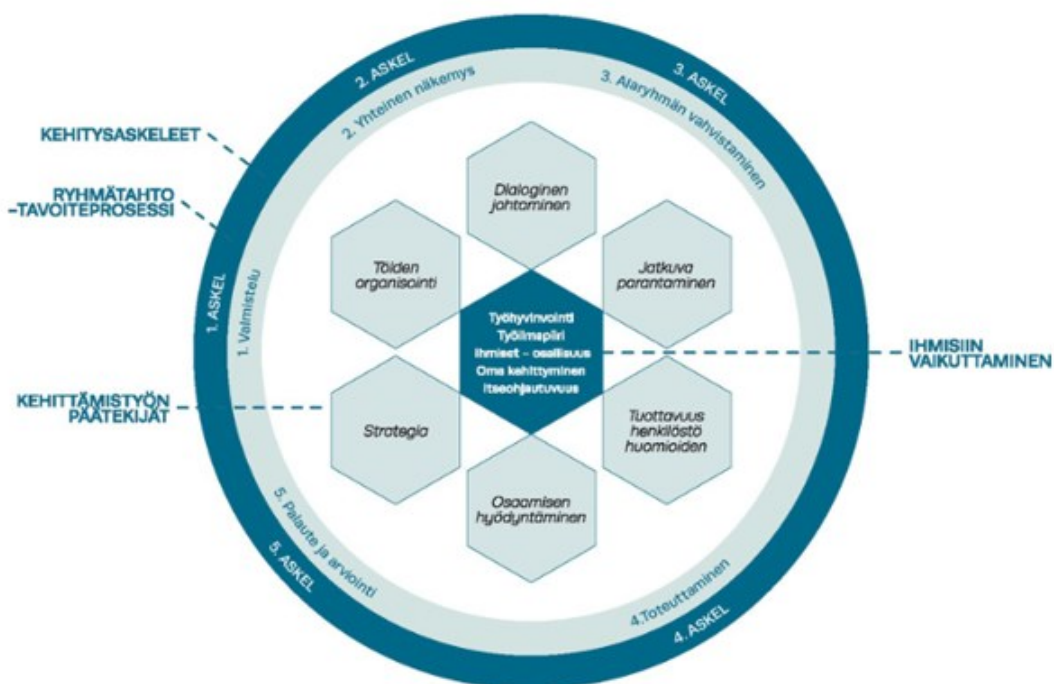 2. ASKEL
3. ASKEL
2. Yhteinen näkemys
3. Alaryhmän vahvistaminen
KEHITYSASKELEET
RYHMÄTAHTO
–TAVOITEPROSESSI
Dialoginen
johtaminen
Töiden
organisointi
Jatkuva
parantaminen
1. ASKEL
1. Valmistelu
Työhyvinvointi
Työilmapiiri
Ihmiset – osallisuus
Oma kehittyminen
Itseohjautuvuus
IHMISIIN
VAIKUTTAMINEN
KEHITTÄMISTYÖN
PÄÄTEKIJÄT
Strategia
Tuottavuus
henkilöstö
huomioiden
Osaamisen
hyödyntäminen
5. Palaute ja arviointi
5. ASKEL
4.Toteuttaminen
4. ASKEL